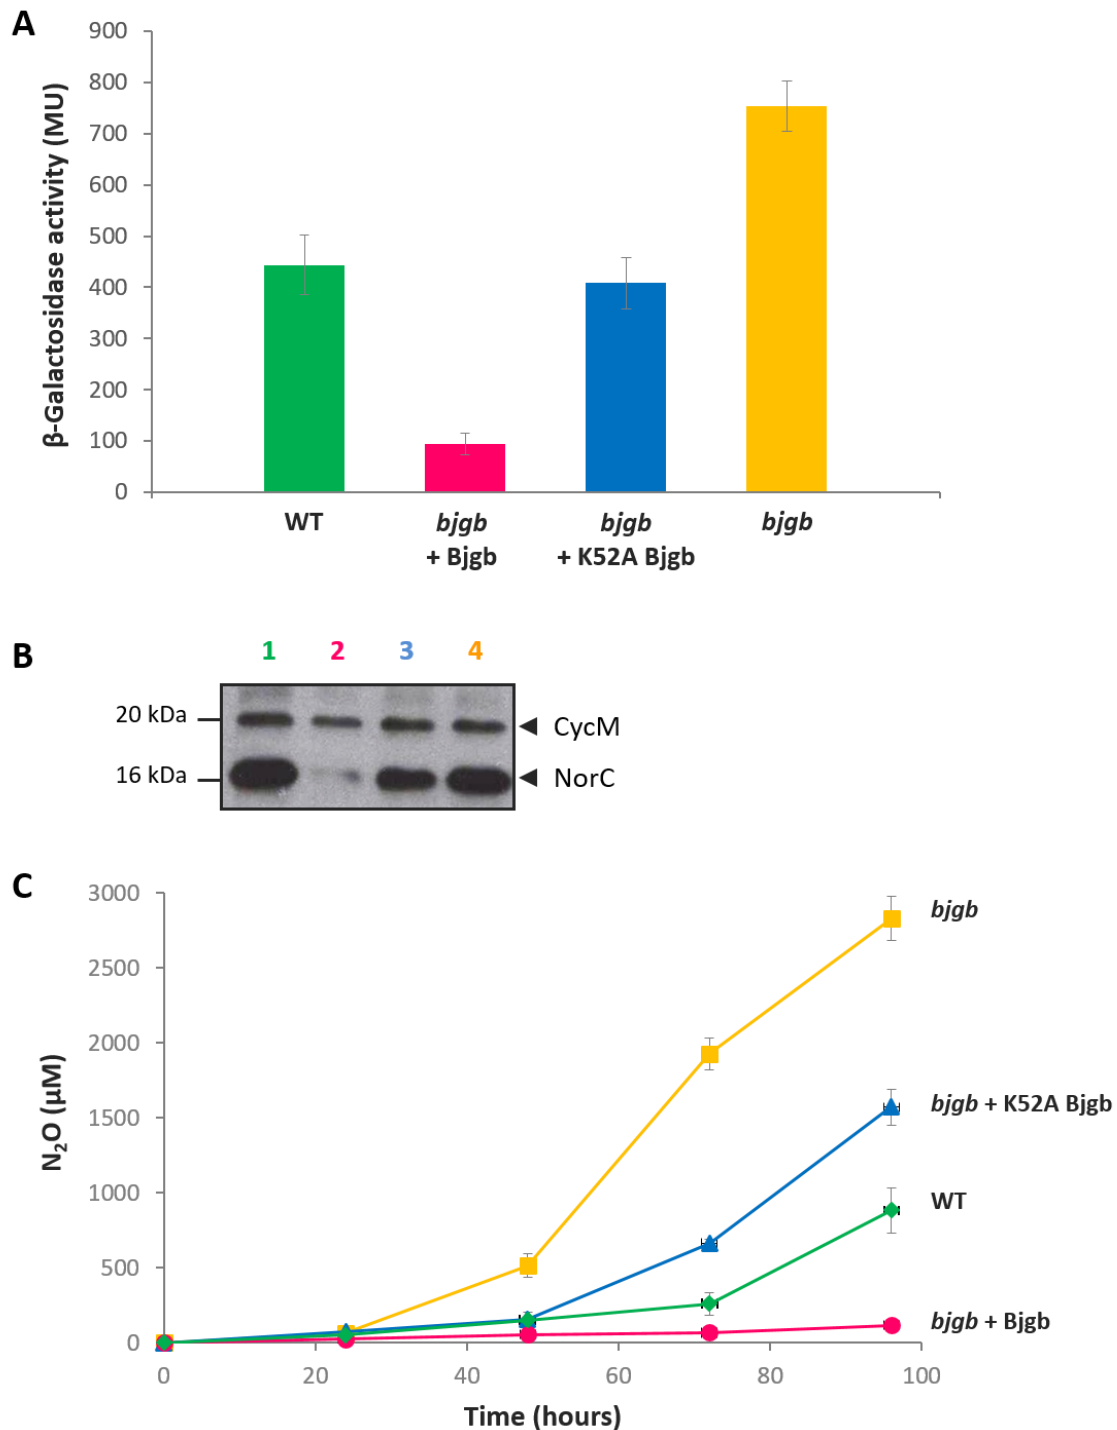 A
β-Galactosidase activity (MU)
900
800
700
600
500
400
300
200
100
0
WT
bjgb
+ Bjgb
bjgb
+ K52A Bjgb
bjgb
B
1 2 3 4
20 kDa
CycM
16 kDa
NorC
C
N₂O (µM)
3000
2500
2000
1500
1000
500
0
bjgb
bjgb + K52A Bjgb
WT
bjgb + Bjgb
0 20 40 60 80 100
Time (hours)